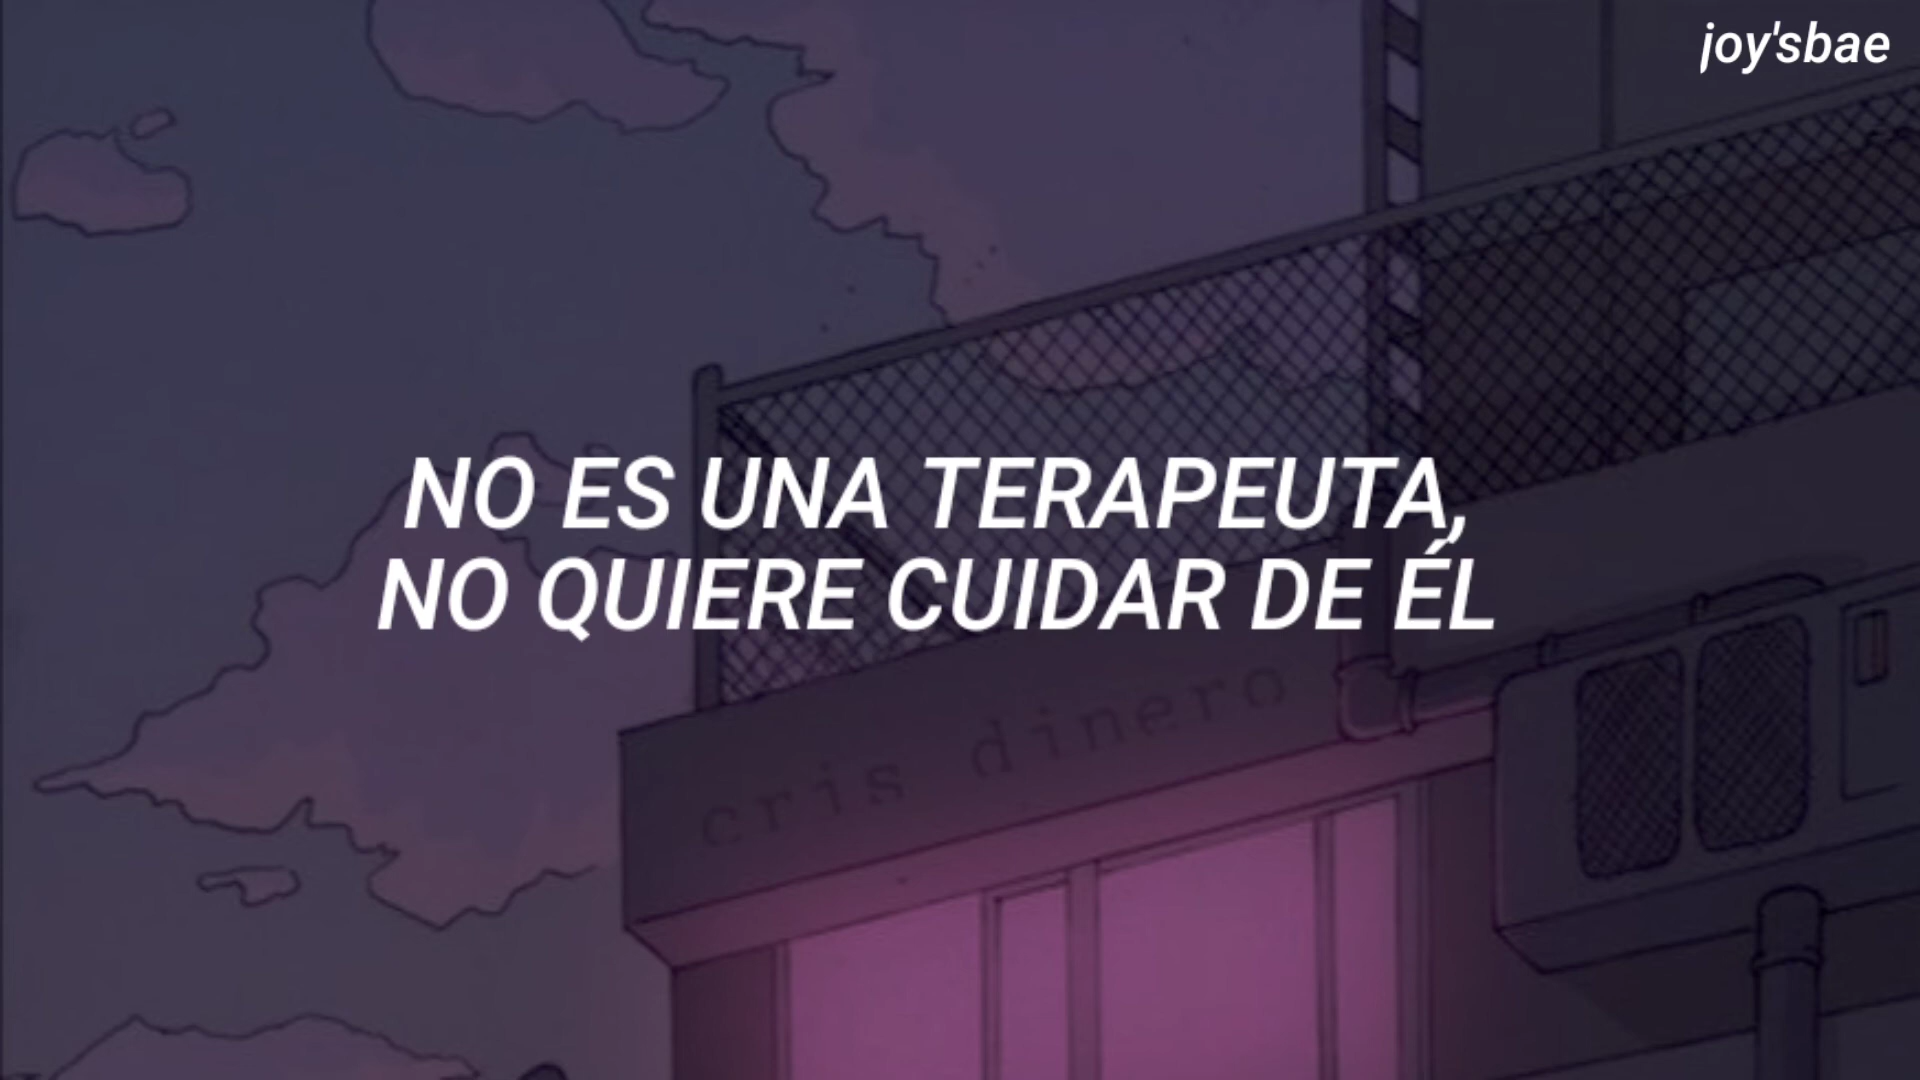 joy'sbae
NO ES UNA TERAPEUTA,
NO QUIERE CUIDAR DE ÉL
cris dinero